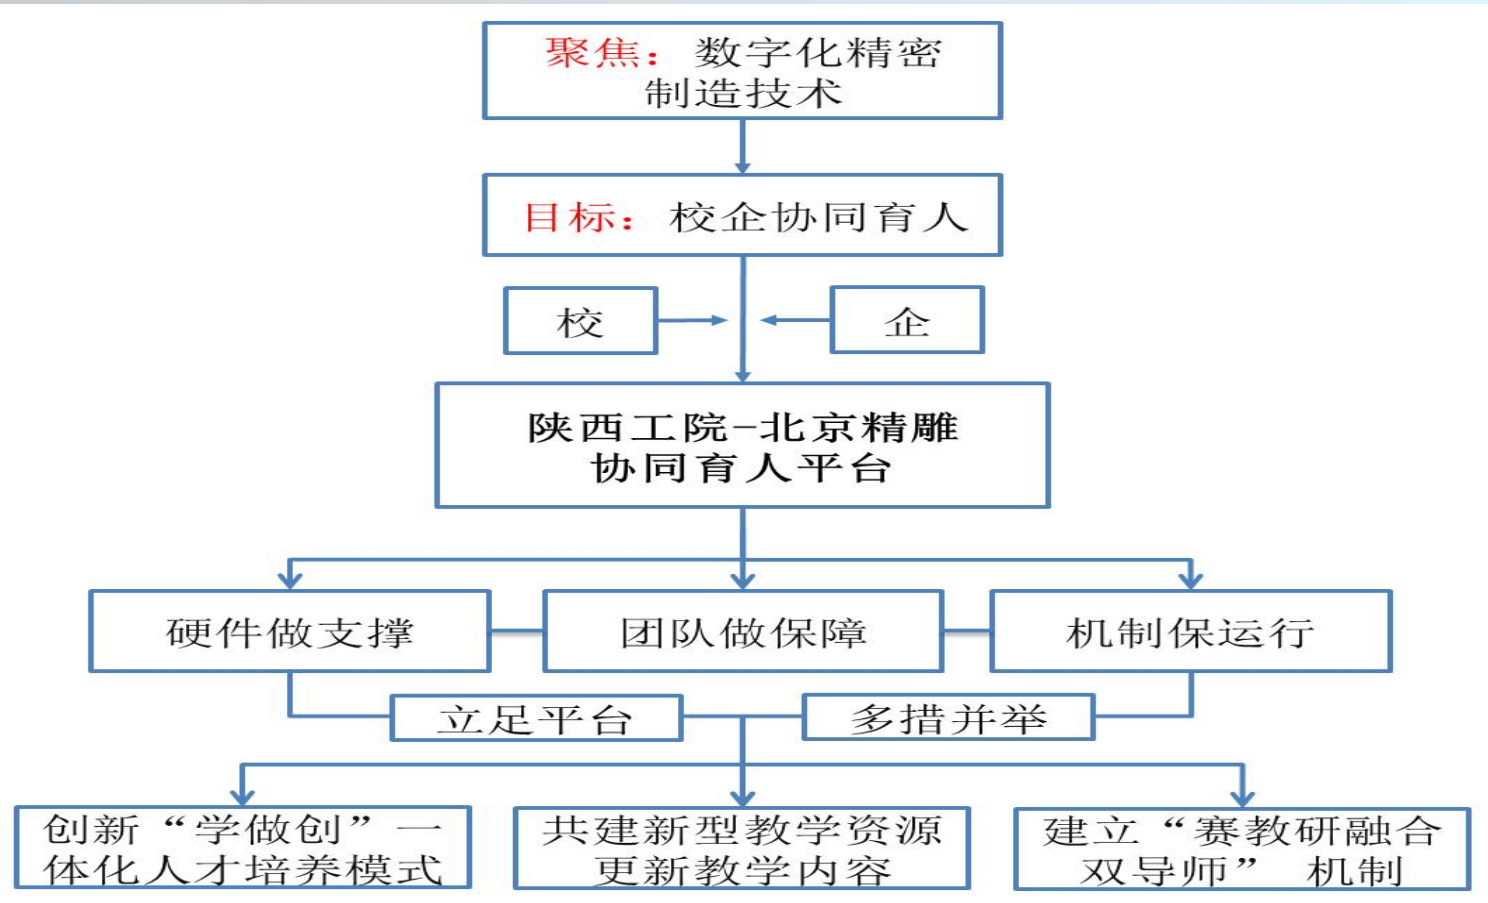 聚焦：数字化精密
制造技术
目标：校企协同育人
校
企
陕西工院-北京精雕
协同育人平台
硬件做支撑
团队做保障
机制保运行
立足平台
多措并举
创新“学做创”一
体化人才培养模式
共建新型教学资源
更新教学内容
建立“赛教研融合
双导师” 机制